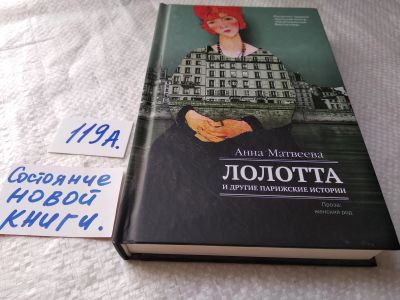 119А.
Состояние
НОВОЙ
КНИГИ.
Анна Матвеева
ЛОЛОТТА
И ДРУГИЕ ПАРИЖСКИЕ ИСТОРИИ
Проза:
женский род